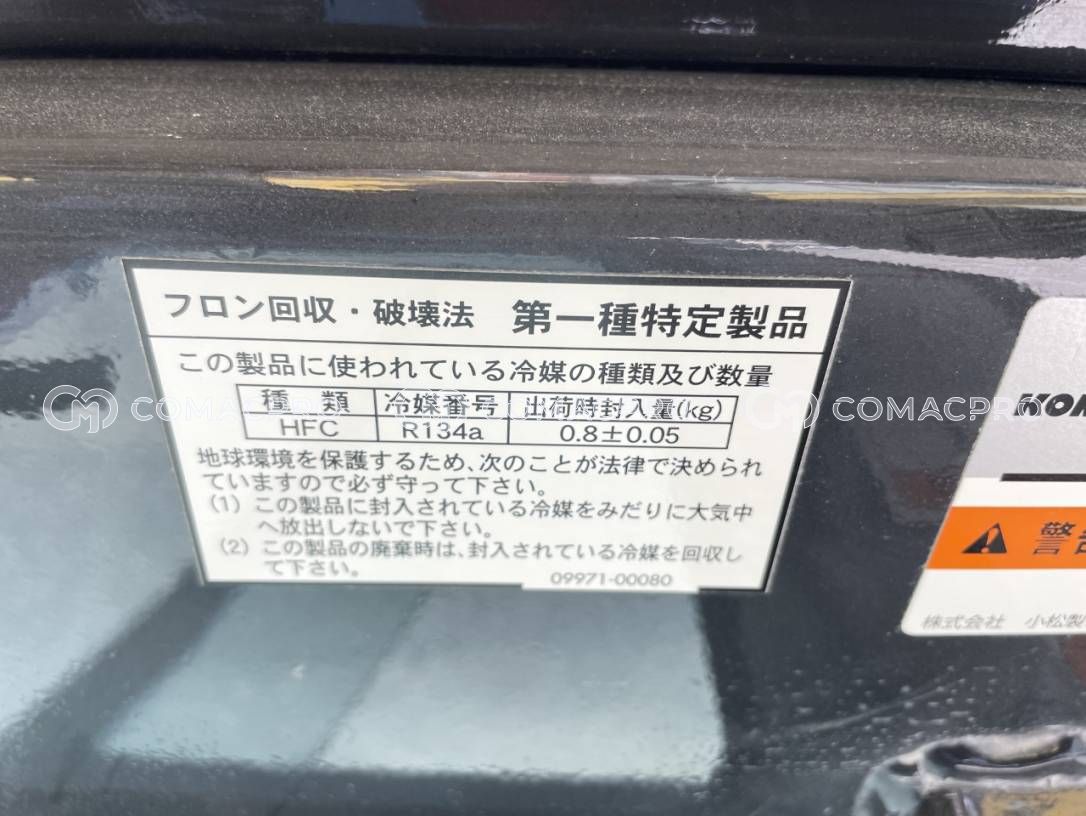 フロン回収・破壊法 第一種特定製品
この製品に使われている冷媒の種類及び数量
種 類 冷媒番号 出荷時封入量(kg)
HFC R134a 0.8±0.05
地球環境を保護するため、次のことが法律で決められ
ていますので必ず守って下さい。
(1) この製品に封入されている冷媒をみだりに大気中
へ放出しないで下さい。
(2) この製品の廃棄時は、封入されている冷媒を回収し
て下さい。
09971-00080
COMACPRO
KOM
警告
株式会社 小松製